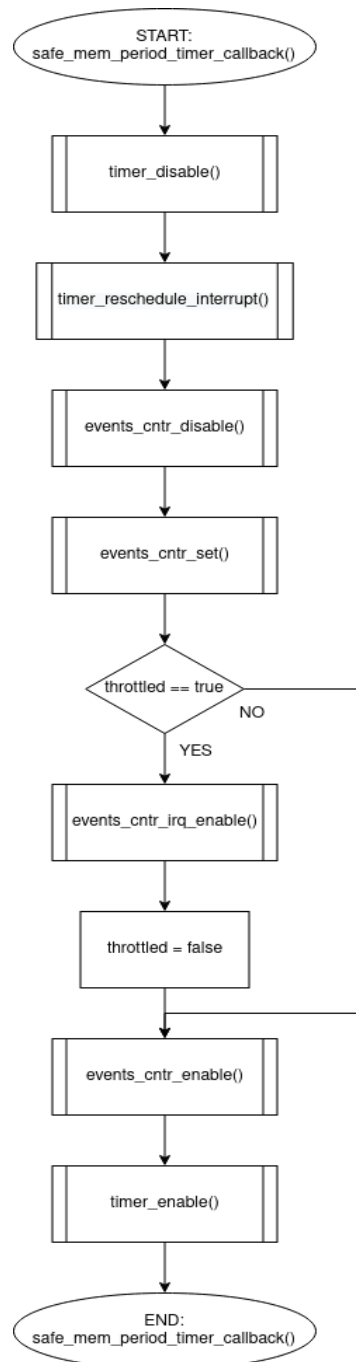 START:
safe_mem_period_timer_callback()
timer_disable()
timer_reschedule_interrupt()
events_cntr_disable()
events_cntr_set()
throttled == true
NO
YES
events_cntr_irq_enable()
throttled = false
events_cntr_enable()
timer_enable()
END:
safe_mem_period_timer_callback()